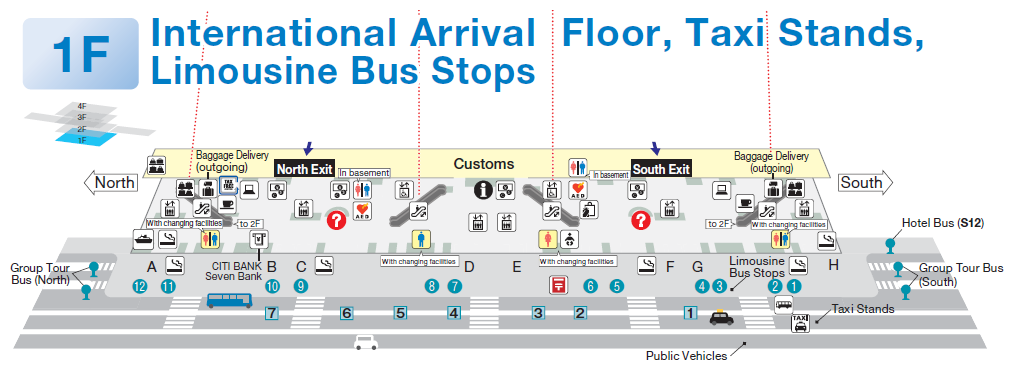 1F
International Arrival Floor, Taxi Stands,
Limousine Bus Stops
4F
3F
2F
1F
Baggage Delivery
(outgoing)
North Exit
In basement
Customs
In basement
South Exit
Baggage Delivery
(outgoing)
North
South
TAX
FREE
AED
AED
With changing facilities
to 2F
to 2F
With changing facilities
Hotel Bus (S12)
Group Tour
Bus (North)
A
CITI BANK
Seven Bank
B
C
With changing facilities
D
E
With changing facilities
F
G
Limousine
Bus Stops
H
Group Tour Bus
(South)
12
11
10
9
8
7
6
5
4
3
2
1
7
6
5
4
3
2
1
TAXI
Taxi Stands
Public Vehicles